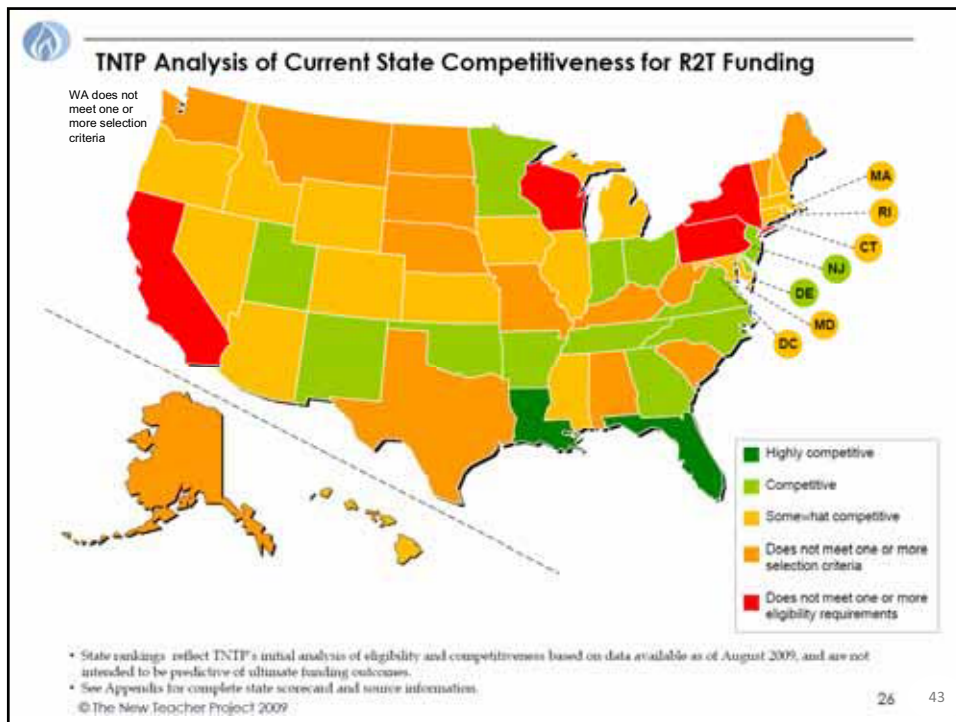 TNTP Analysis of Current State Competitiveness for R2T Funding
WA does not
meet one or
more selection
criteria
MA
RI
CT
NJ
DE
MD
DC
Highly competitive
Competitive
Somewhat competitive
Does not meet one or more
selection criteria
Does not meet one or more
eligibility requirements
• State rankings reflect TNTP's initial analysis of eligibility and competitiveness based on data available as of August 2009, and are not
intended to be predictive of ultimate funding outcomes.
• See Appendix for complete state scorecard and source information.
© The New Teacher Project 2009
26
43